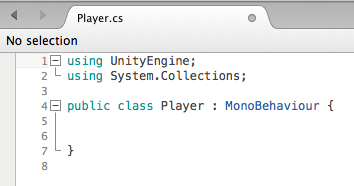 Player.cs
No selection
1 using UnityEngine;
2 using System.Collections;
3
4 public class Player : MonoBehaviour {
5
6
7 }
8